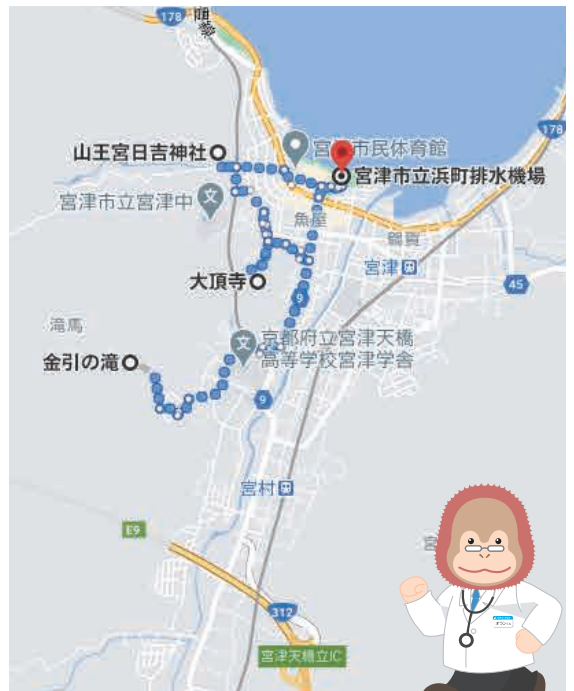 178
山王宮日吉神社
宮津市民体育館
178
宮津市立浜町排水機場
宮津市立宮津中
文
魚屋
鶴賀
宮津
45
大頂寺
9
滝馬
金引の滝
文
京都府立宮津天橋
高等学校宮津学舎
9
宮村
E9
宮
312
宮津天橋立IC